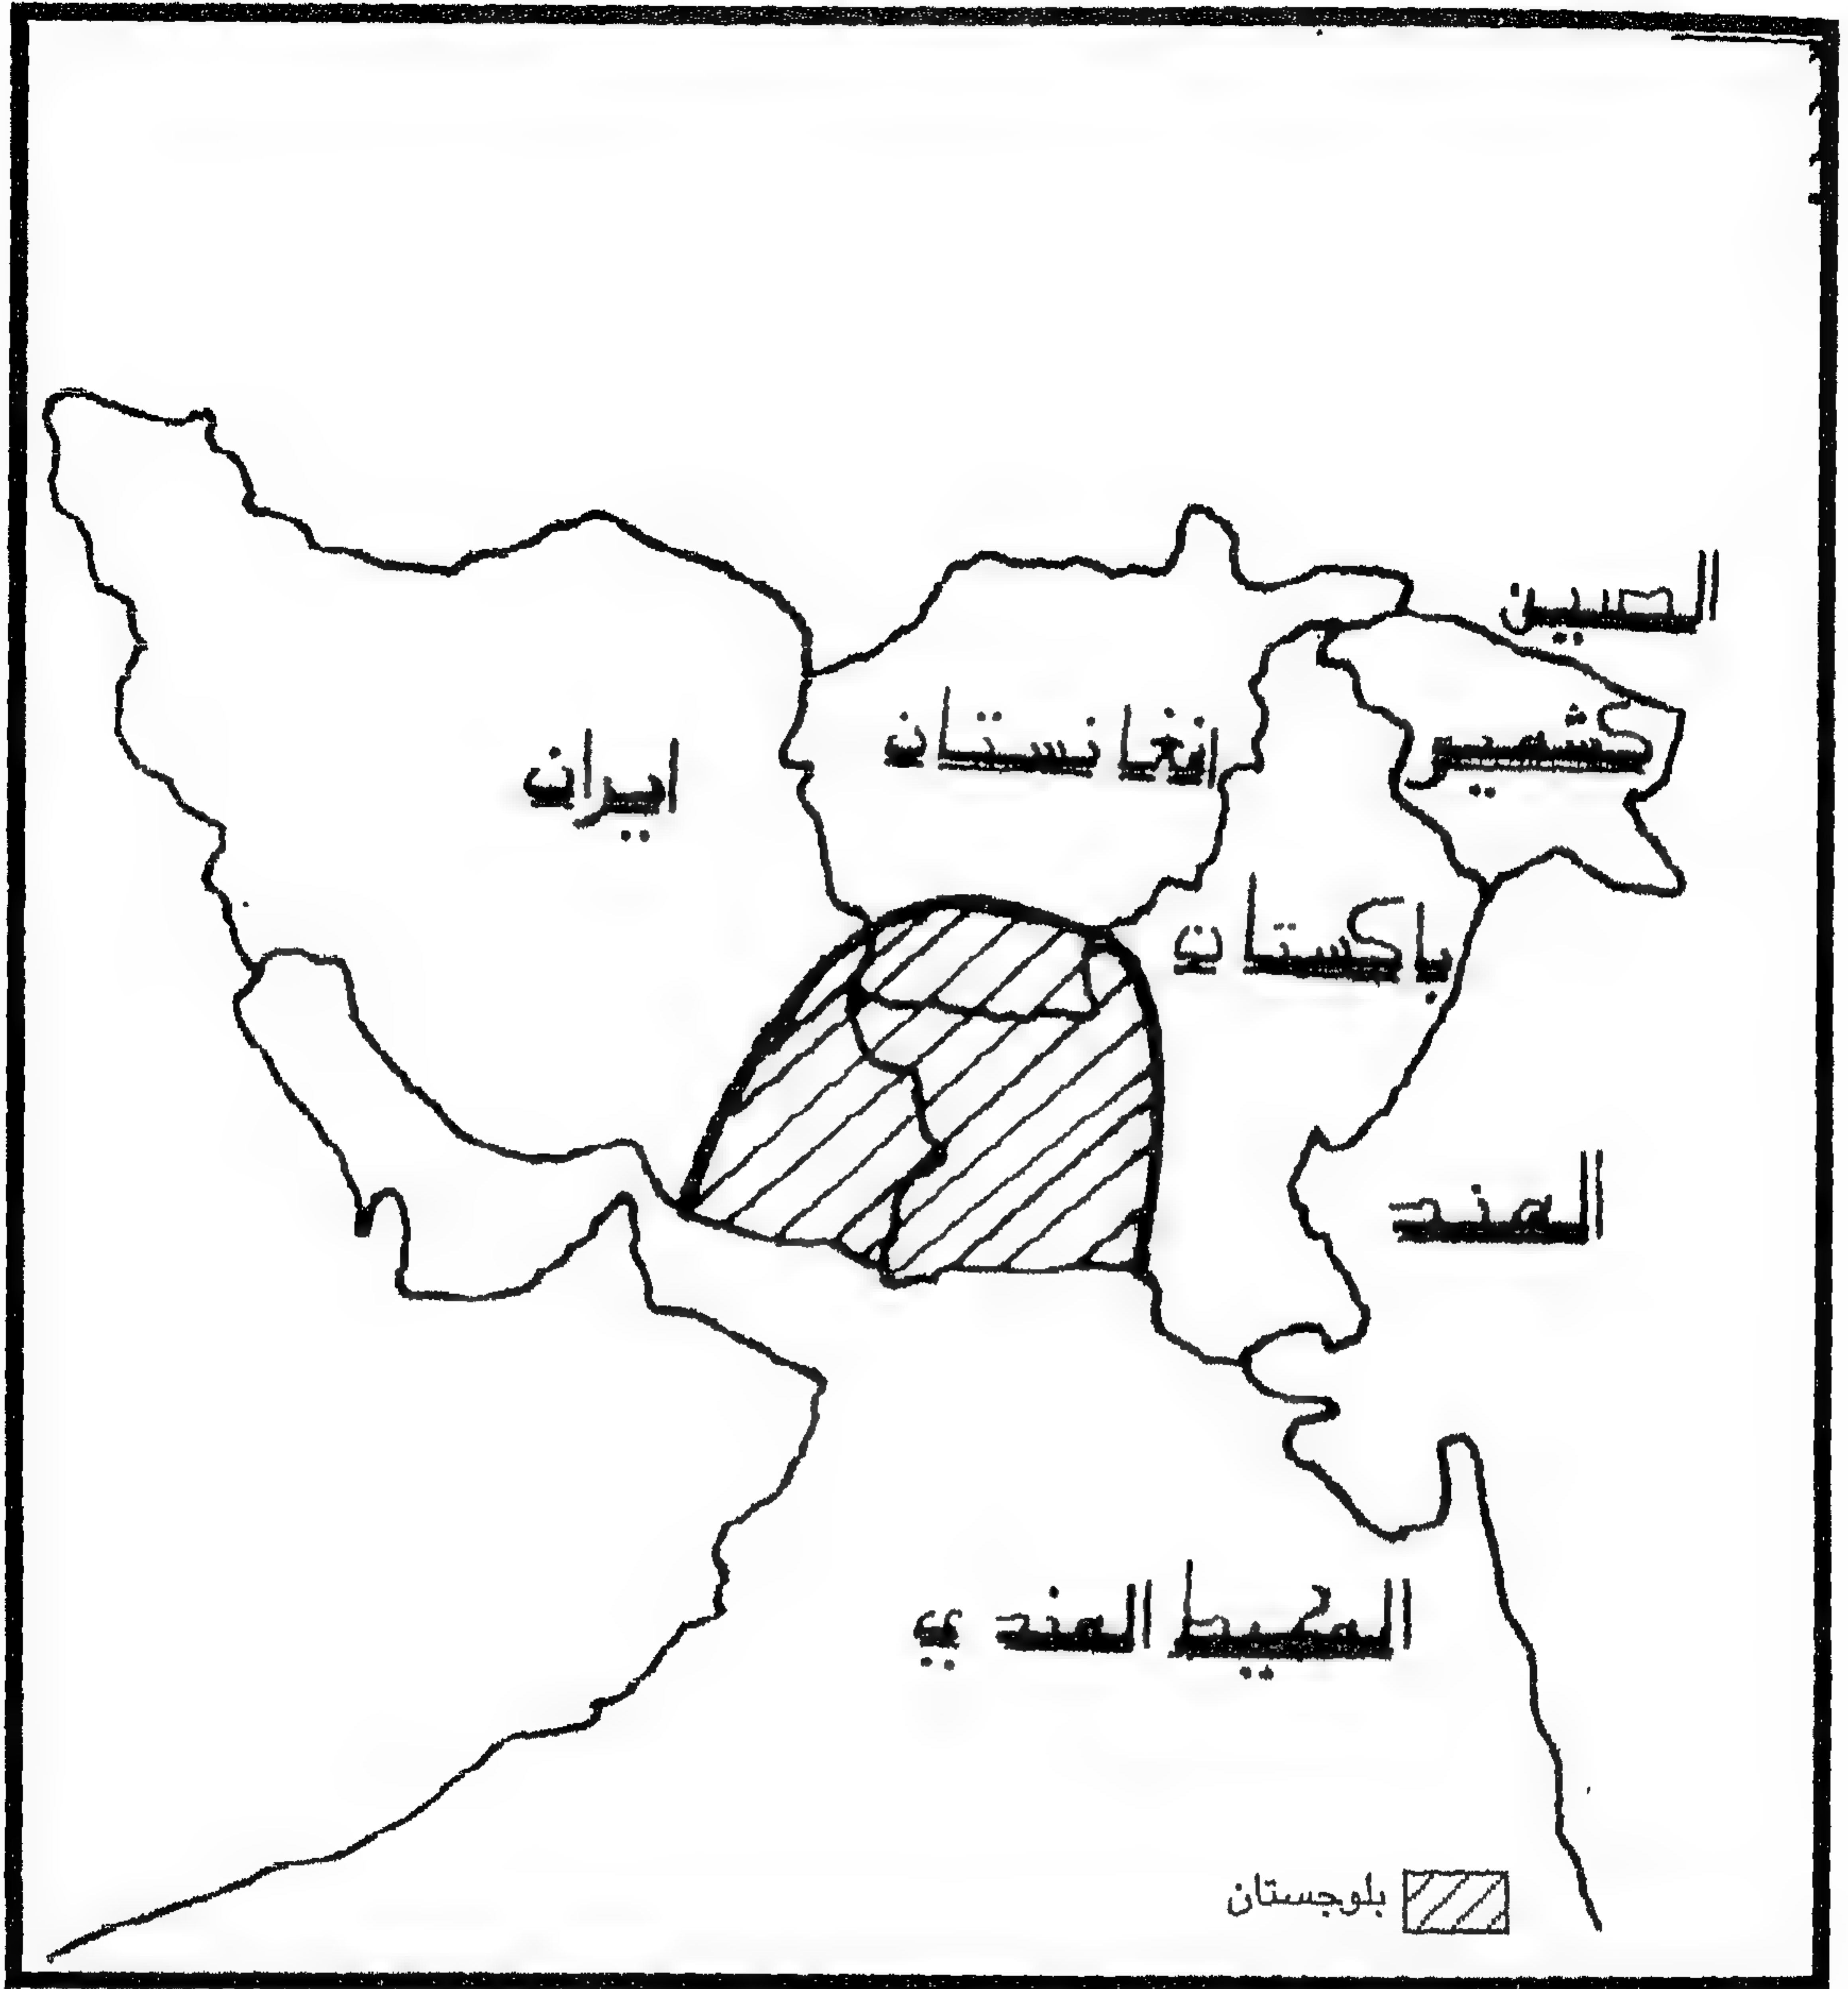 الصين
كشمير
افغانستان
ايران
باكستان
الهند
المحيط الهندي
بلوجستان